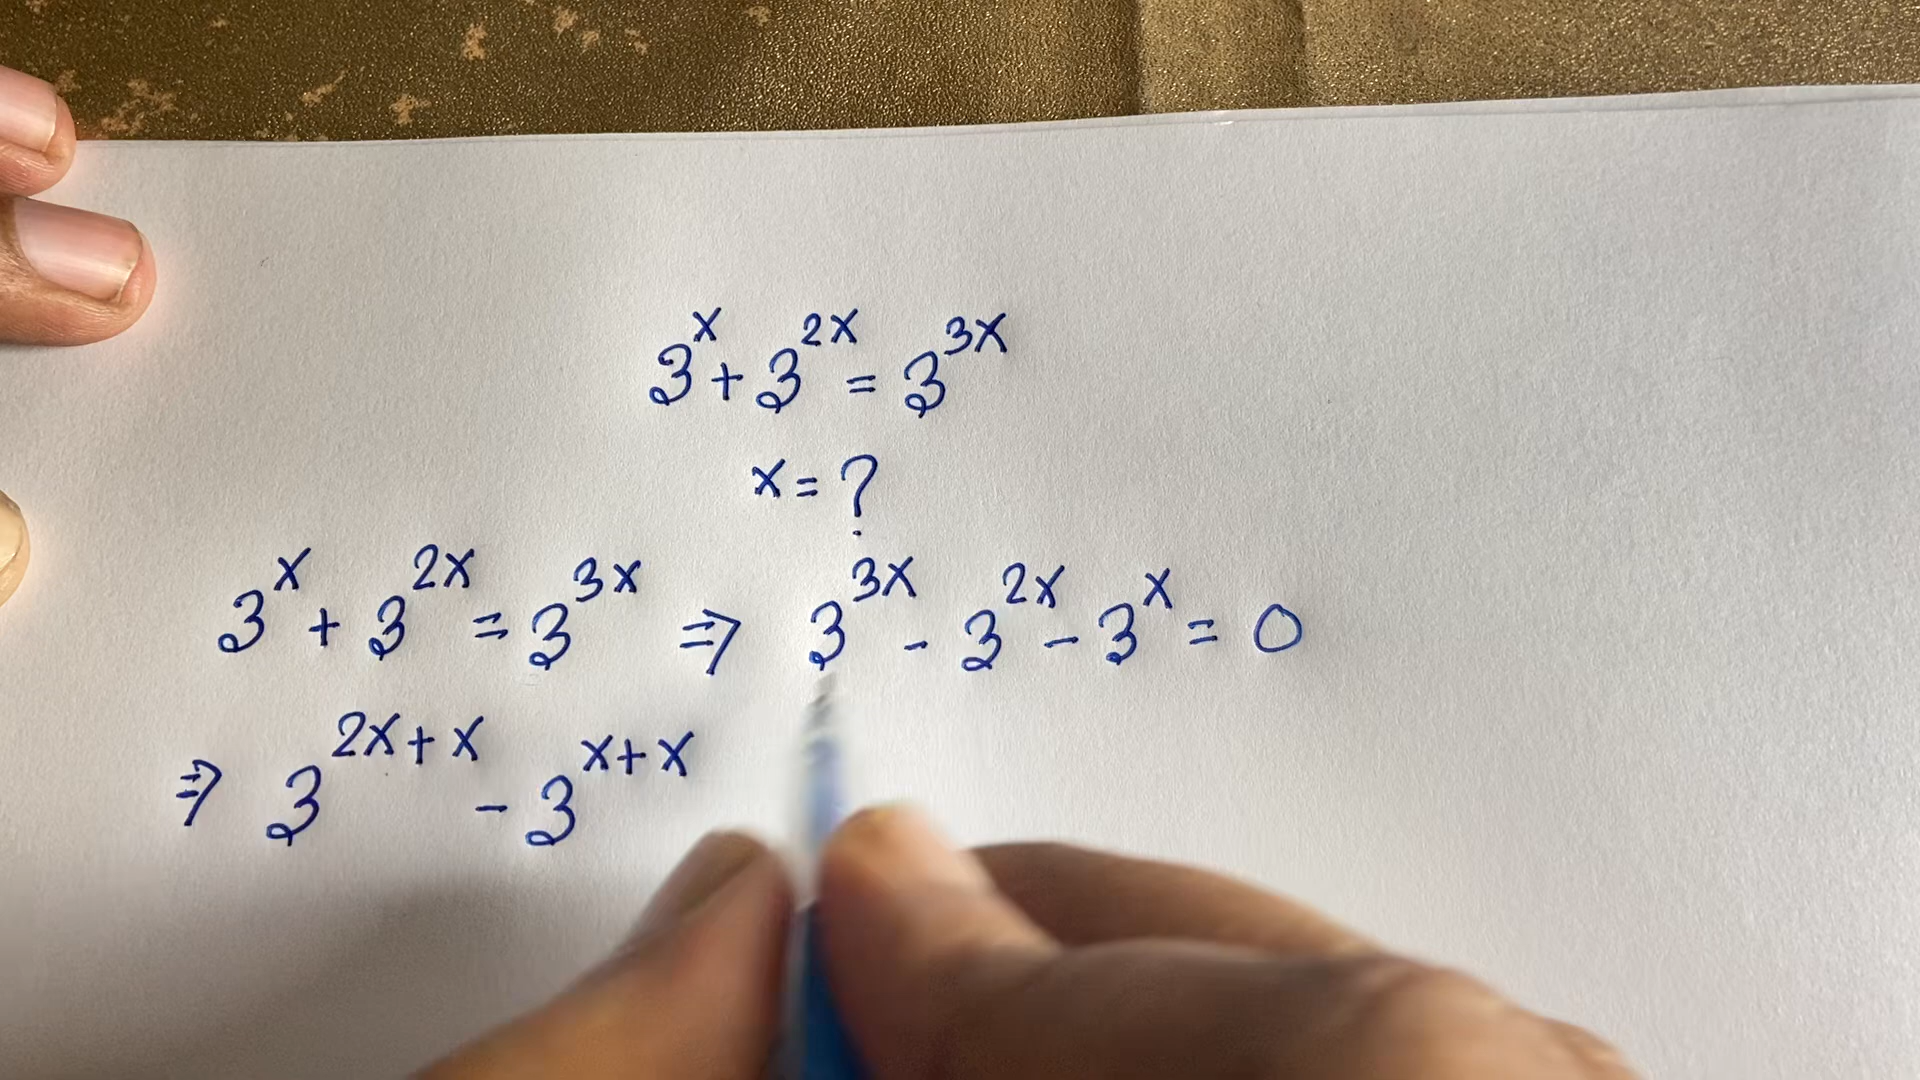 3^x + 3^2x = 3^3x
x = ?
3^x + 3^2x = 3^3x ⇒ 3^3x - 3^2x - 3^x = 0
⇒ 3^2x+x - 3^x+x